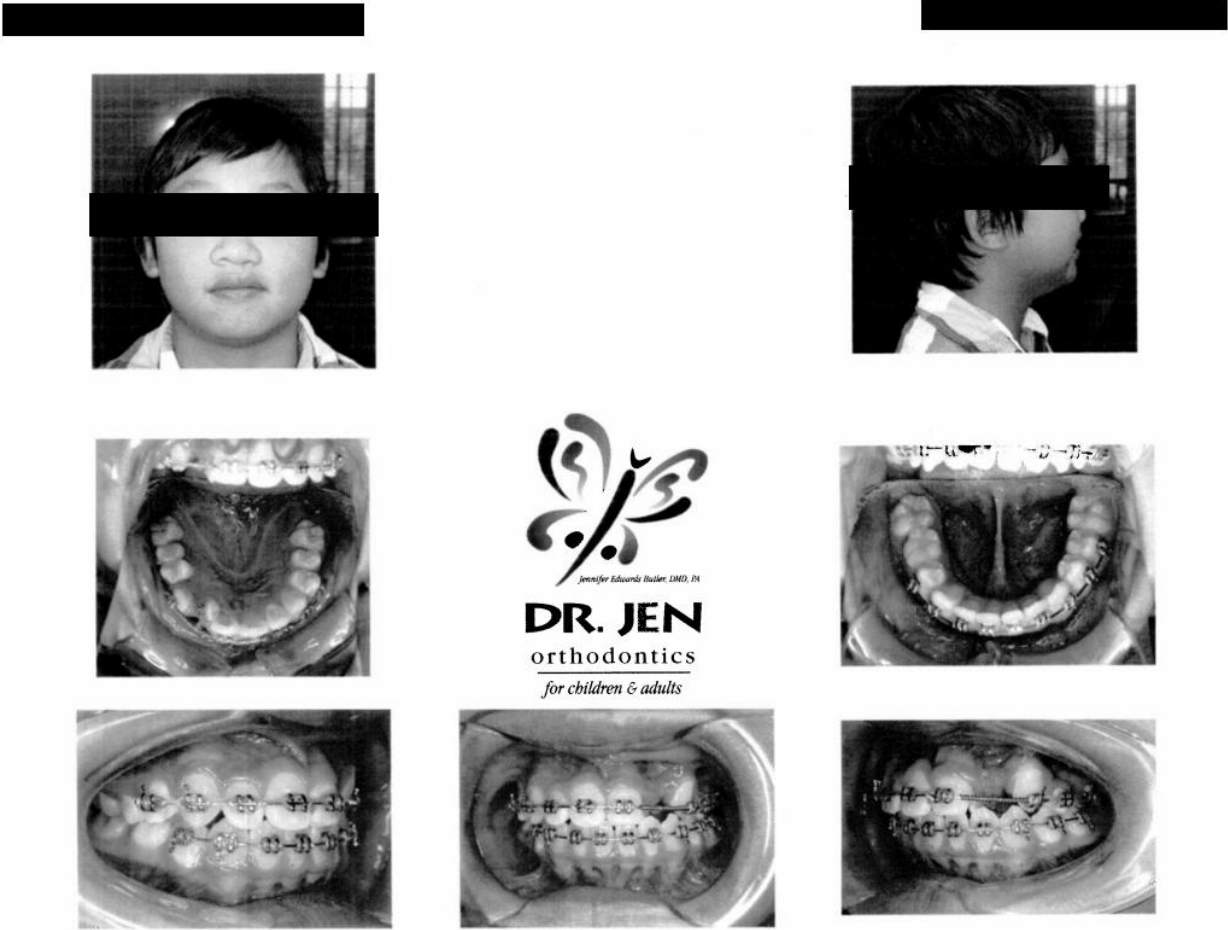 Jennifer Edwards Butler, DMD, PA
DR. JEN
orthodontics
for children & adults